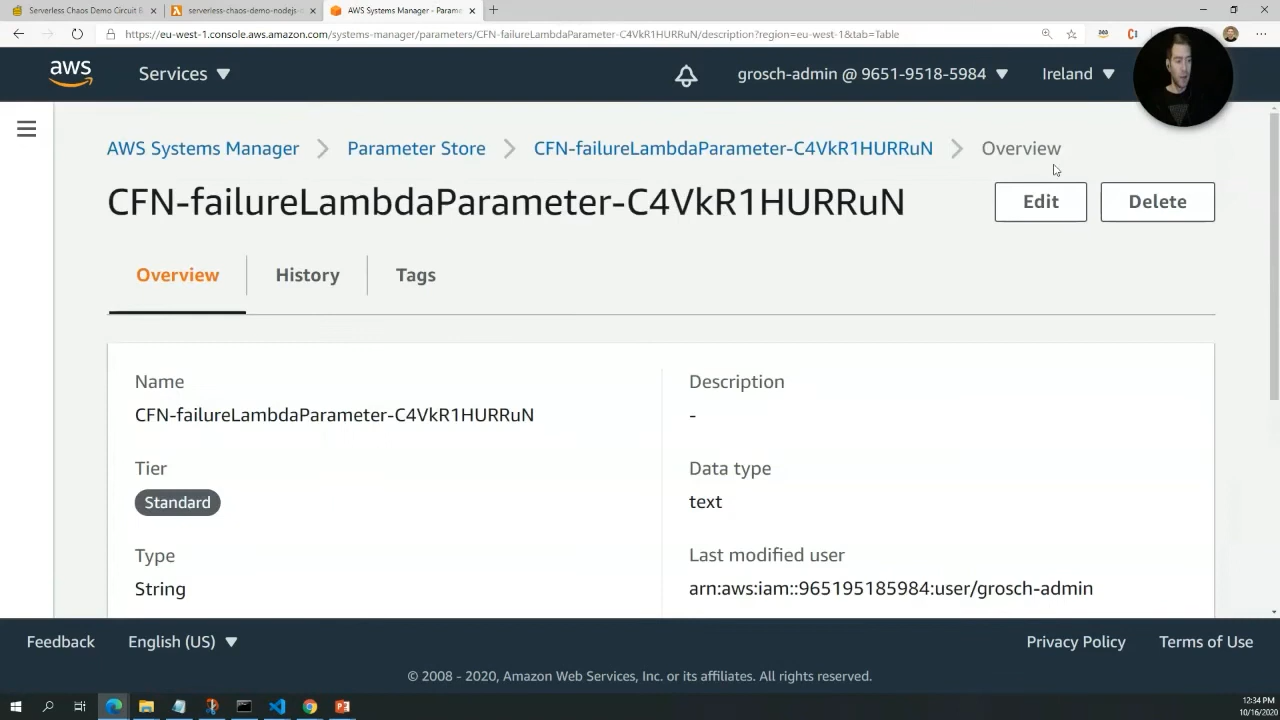 Serverless Chaos Demo Circuit B
serverless-chaos-demo-nodejs-
AWS Systems Manager - Parame
https://eu-west-1.console.aws.amazon.com/systems-manager/parameters/CFN-failureLambdaParameter-C4VkR1HURRuN/description?region=eu-west-1&tab=Table
aws
Services
grosch-admin @ 9651-9518-5984
Ireland
AWS Systems Manager
Parameter Store
CFN-failureLambdaParameter-C4VkR1HURRuN
Overview
CFN-failureLambdaParameter-C4VkR1HURRuN
Edit
Delete
Overview
History
Tags
Name
CFN-failureLambdaParameter-C4VkR1HURRuN
Description
-
Tier
Standard
Data type
text
Type
String
Last modified user
arn:aws:iam::965195185984:user/grosch-admin
Feedback
English (US)
Privacy Policy
Terms of Use
© 2008 - 2020, Amazon Web Services, Inc. or its affiliates. All rights reserved.
12:34 PM
10/16/2020